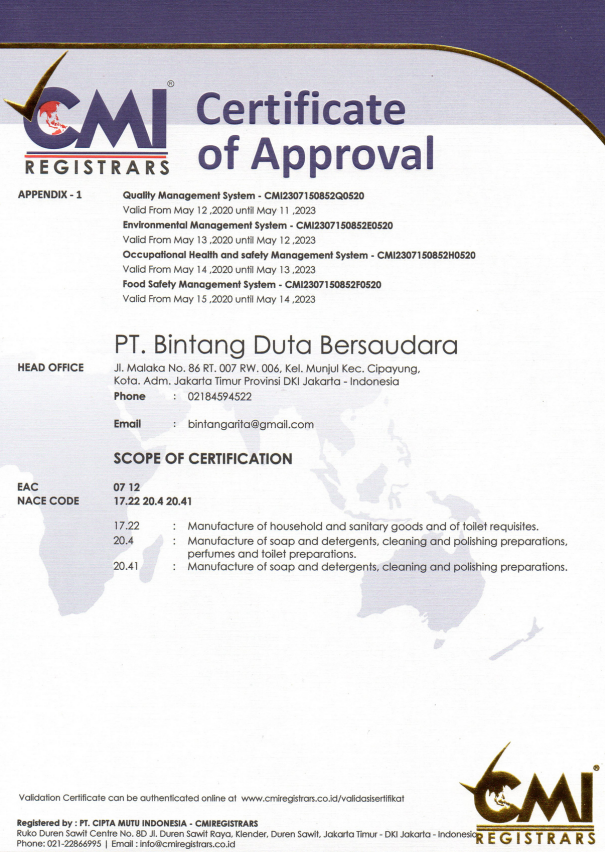 CMI ®
REGISTRARS
Certificate
of Approval
APPENDIX - 1
Quality Management System - CMI2307150852Q0520
Valid From May 12 ,2020 until May 11 ,2023
Environmental Management System - CMI2307150852E0520
Valid From May 13 ,2020 until May 12 ,2023
Occupational Health and safety Management System - CMI2307150852H0520
Valid From May 14 ,2020 until May 13 ,2023
Food Safety Management System - CMI2307150852F0520
Valid From May 15 ,2020 until May 14 ,2023
PT. Bintang Duta Bersaudara
HEAD OFFICE Jl. Malaka No. 86 RT. 007 RW. 006, Kel. Munjul Kec. Cipayung,
Kota. Adm. Jakarta Timur Provinsi DKI Jakarta - Indonesia
Phone : 02184594522
Email : bintangarita@gmail.com
SCOPE OF CERTIFICATION
EAC 07 12
NACE CODE 17.22 20.4 20.41
17.22 : Manufacture of household and sanitary goods and of toilet requisites.
20.4 : Manufacture of soap and detergents, cleaning and polishing preparations,
perfumes and toilet preparations.
20.41 : Manufacture of soap and detergents, cleaning and polishing preparations.
Validation Certificate can be authenticated online at www.cmiregistrars.co.id/validasisertifikat
Registered by : PT. CIPTA MUTU INDONESIA - CMIREGISTRARS
Ruko Duren Sawit Centre No. 8D Jl. Duren Sawit Raya, Klender, Duren Sawit, Jakarta Timur - DKI Jakarta - Indonesia
Phone: 021-22866995 | Email : info@cmiregistrars.co.id
CMI ®
REGISTRARS